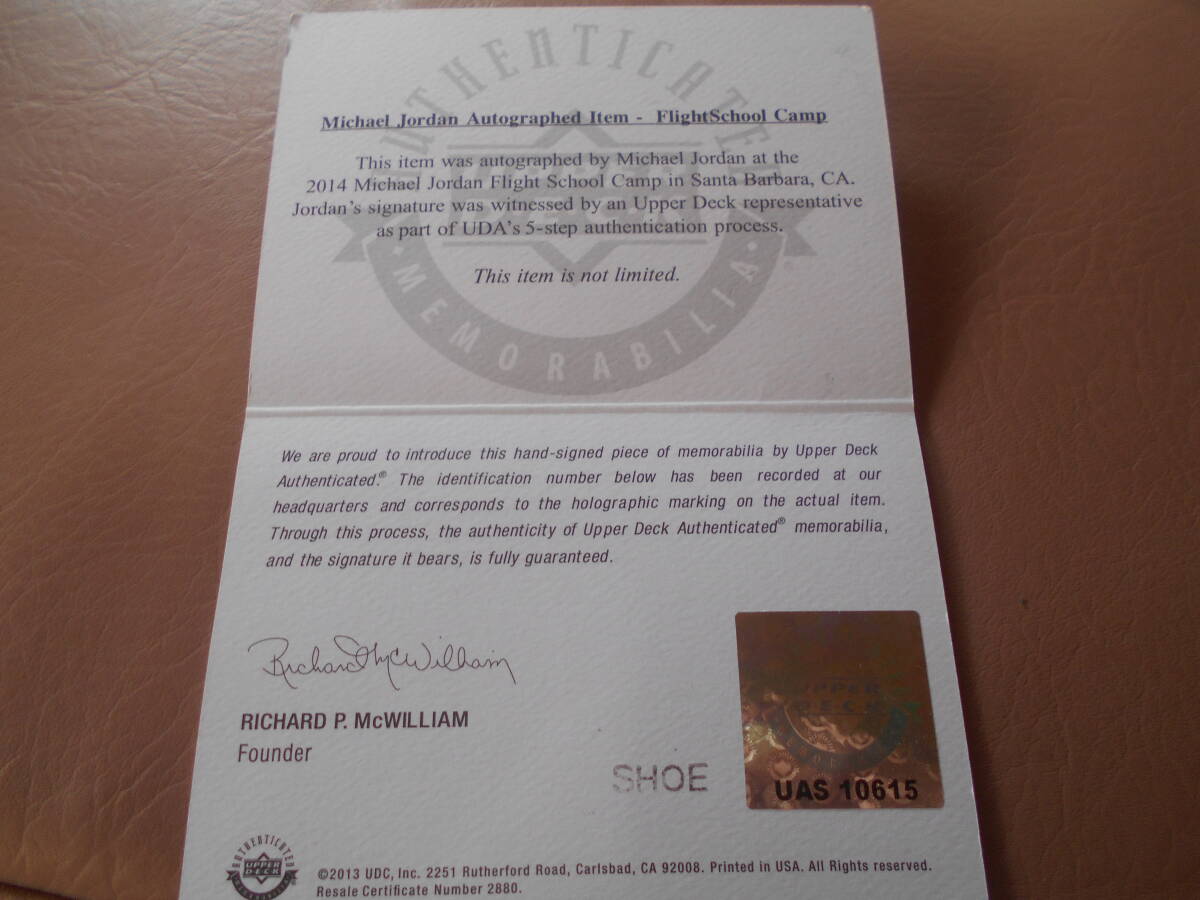 AUTHENTICATED
Michael Jordan Autographed Item - FlightSchool Camp
This item was autographed by Michael Jordan at the
2014 Michael Jordan Flight School Camp in Santa Barbara, CA.
Jordan's signature was witnessed by an Upper Deck representative
as part of UDA's 5-step authentication process.
This item is not limited.
MEMORABILIA
We are proud to introduce this hand-signed piece of memorabilia by Upper Deck
Authenticated.® The identification number below has been recorded at our
headquarters and corresponds to the holographic marking on the actual item.
Through this process, the authenticity of Upper Deck Authenticated® memorabilia,
and the signature it bears, is fully guaranteed.
Richard McWilliam
RICHARD P. McWILLIAM
Founder
SHOE
UPPER
DECK
UAS 10615
AUTHENTICATED
UPPER
DECK
©2013 UDC, Inc. 2251 Rutherford Road, Carlsbad, CA 92008. Printed in USA. All Rights reserved.
Resale Certificate Number 2880.